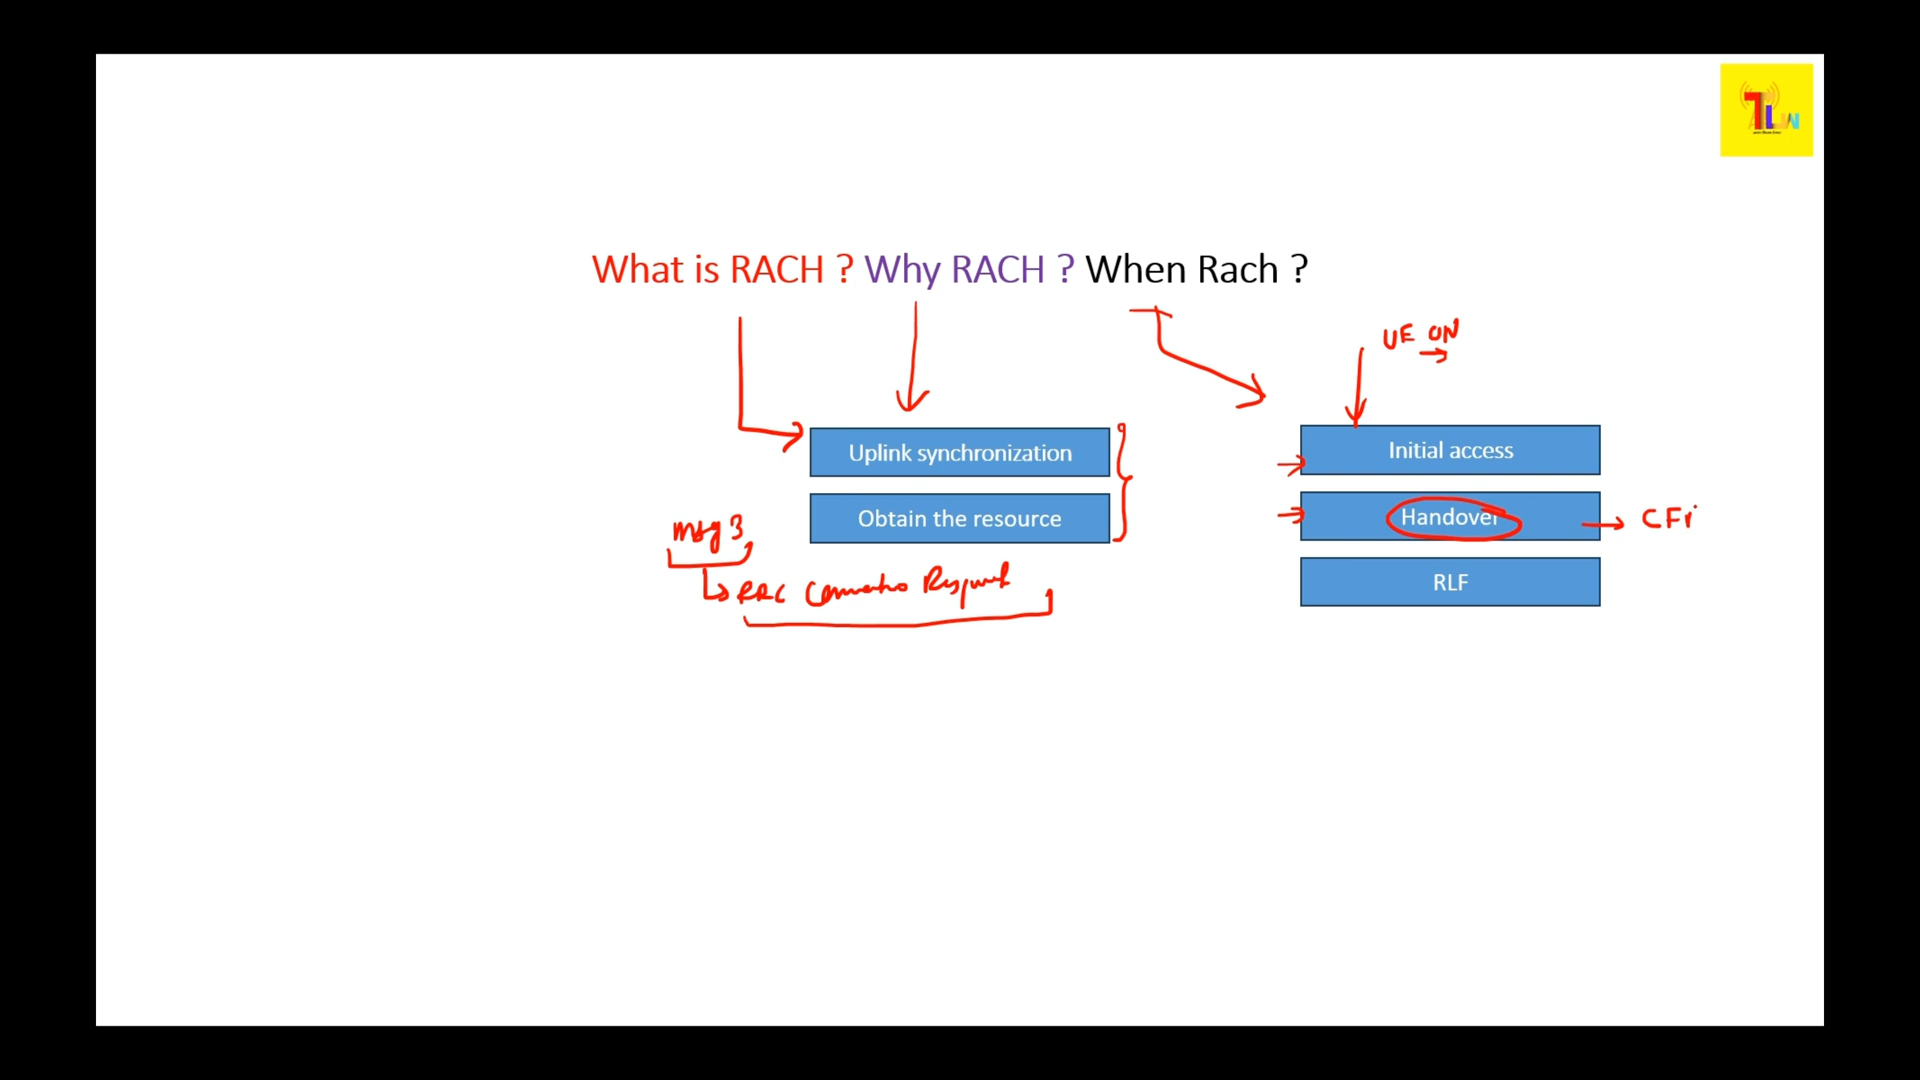 What is RACH ? Why RACH ? When Rach ?
UE ON
Uplink synchronization
Obtain the resource
msg 3
RRC Connection Request
Initial access
Handover
CFr
RLF